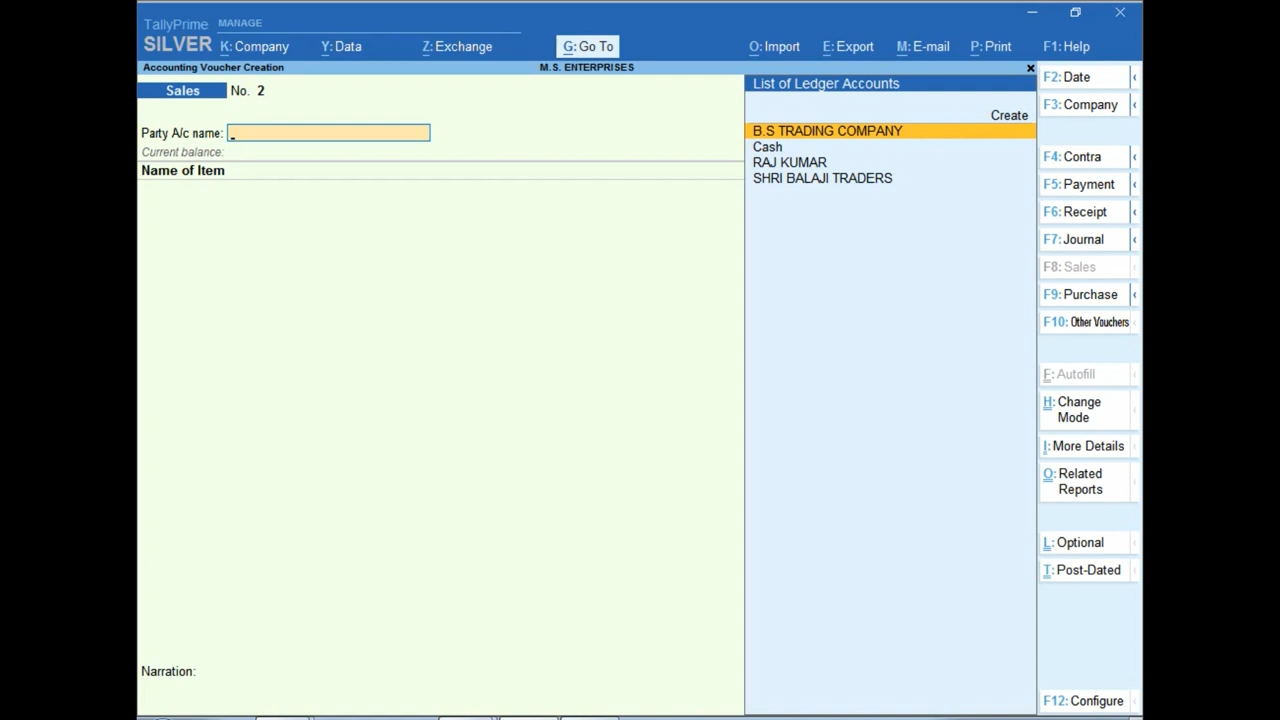 TallyPrime MANAGE
SILVER K: Company Y: Data Z: Exchange G: Go To O: Import E: Export M: E-mail P: Print F1: Help
Accounting Voucher Creation M.S. ENTERPRISES
Sales No. 2
Party A/c name:
Current balance:
Name of Item
Narration:
List of Ledger Accounts
Create
B.S TRADING COMPANY
Cash
RAJ KUMAR
SHRI BALAJI TRADERS
F2: Date
F3: Company
F4: Contra
F5: Payment
F6: Receipt
F7: Journal
F8: Sales
F9: Purchase
F10: Other Vouchers
F: Autofill
H: Change
Mode
I: More Details
O: Related
Reports
L: Optional
T: Post-Dated
F12: Configure